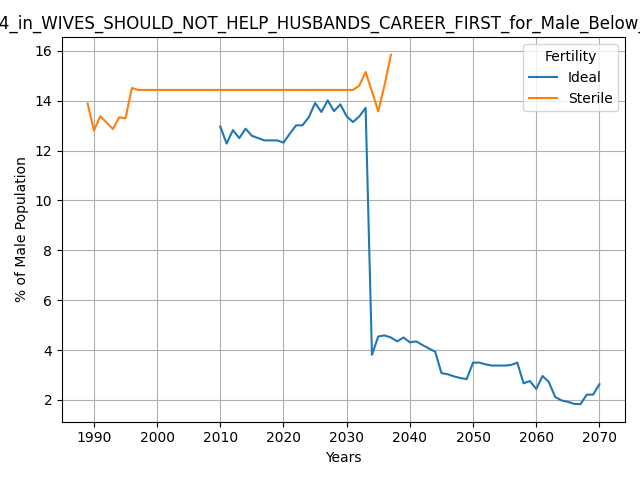 4_in_WIVES_SHOULD_NOT_HELP_HUSBANDS_CAREER_FIRST_for_Male_Below_
Fertility
Ideal
Sterile
% of Male Population
16
14
12
10
8
6
4
2
1990 2000 2010 2020 2030 2040 2050 2060 2070
Years